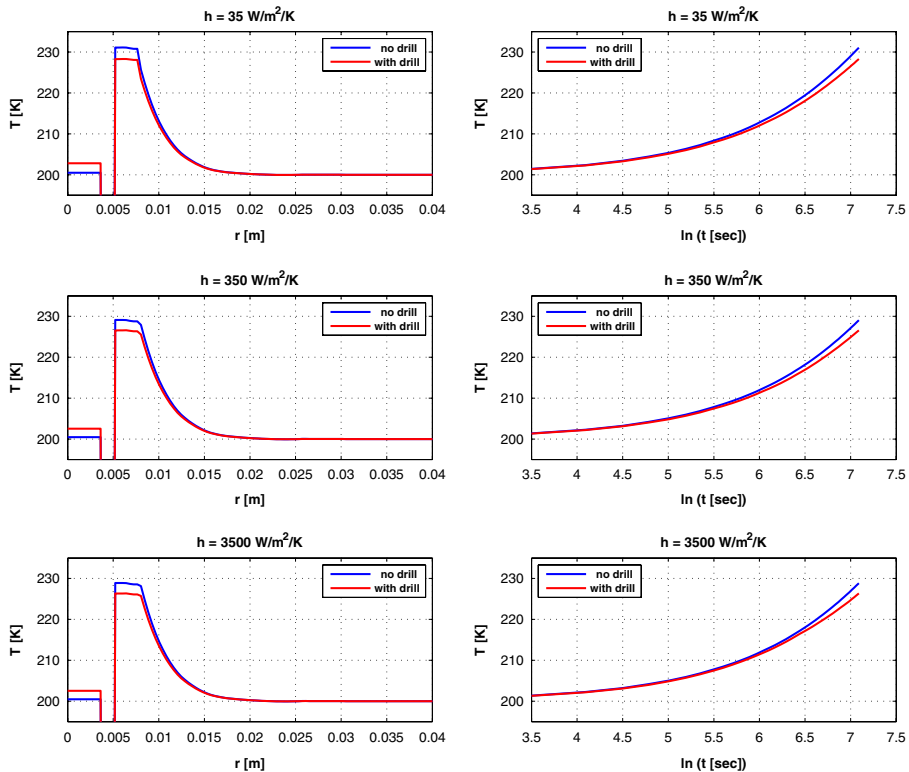 h = 35 W/m²/K
T [K]
230
220
210
200
no drill
with drill
0 0.005 0.01 0.015 0.02 0.025 0.03 0.035 0.04
r [m]
h = 35 W/m²/K
T [K]
230
220
210
200
no drill
with drill
3.5 4 4.5 5 5.5 6 6.5 7 7.5
ln (t [sec])
h = 350 W/m²/K
T [K]
230
220
210
200
no drill
with drill
0 0.005 0.01 0.015 0.02 0.025 0.03 0.035 0.04
r [m]
h = 350 W/m²/K
T [K]
230
220
210
200
no drill
with drill
3.5 4 4.5 5 5.5 6 6.5 7 7.5
ln (t [sec])
h = 3500 W/m²/K
T [K]
230
220
210
200
no drill
with drill
0 0.005 0.01 0.015 0.02 0.025 0.03 0.035 0.04
r [m]
h = 3500 W/m²/K
T [K]
230
220
210
200
no drill
with drill
3.5 4 4.5 5 5.5 6 6.5 7 7.5
ln (t [sec])